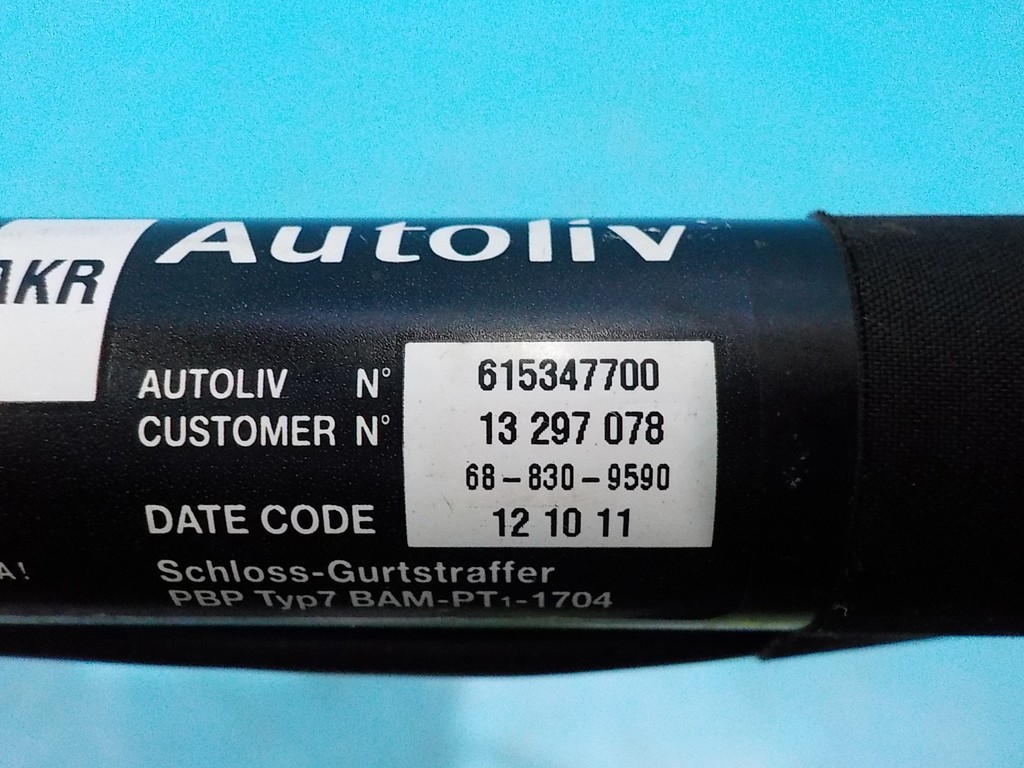 Autoliv
AKR
AUTOLIV N° 615347700
CUSTOMER N° 13 297 078
68-830-9590
DATE CODE 12 10 11
A!
Schloss-Gurtstraffer
PBP Typ7 BAM-PT1-1704